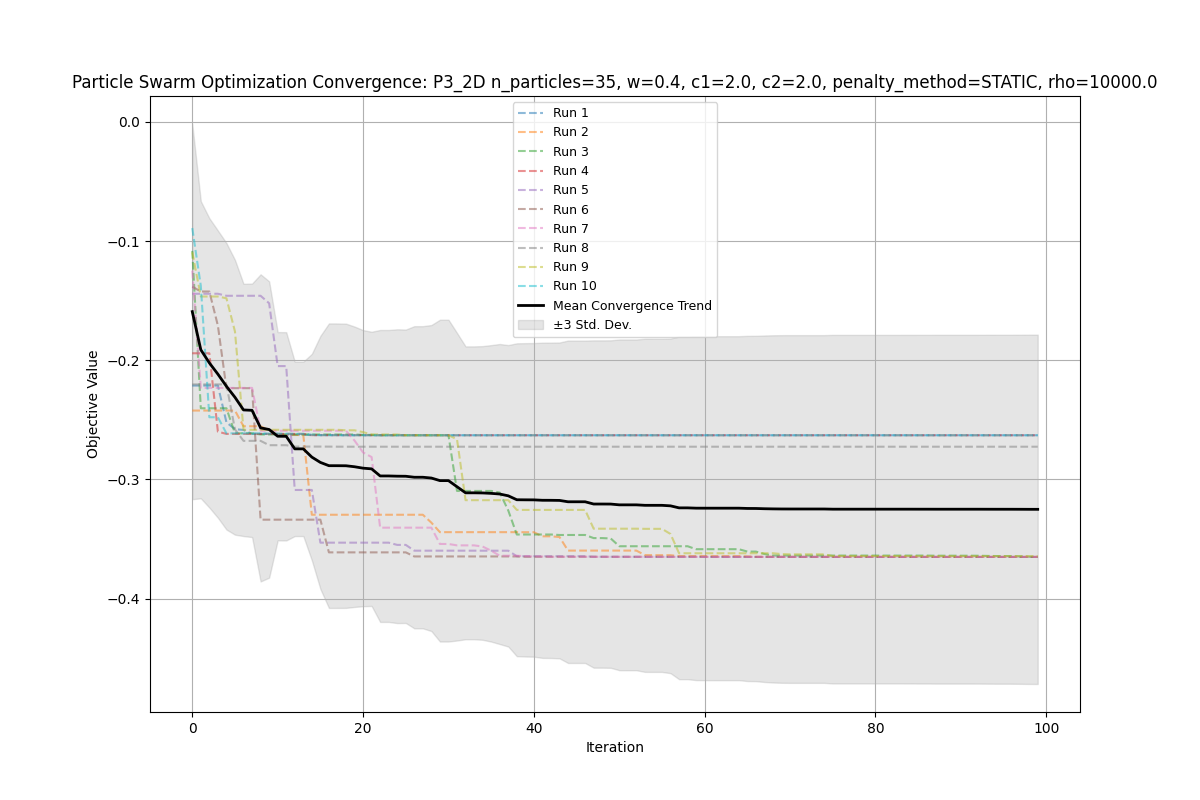 Particle Swarm Optimization Convergence: P3_2D n_particles=35, w=0.4, c1=2.0, c2=2.0, penalty_method=STATIC, rho=10000.0
Objective Value
0.0
−0.1
−0.2
−0.3
−0.4
Run 1
Run 2
Run 3
Run 4
Run 5
Run 6
Run 7
Run 8
Run 9
Run 10
Mean Convergence Trend
±3 Std. Dev.
0 20 40 60 80 100
Iteration